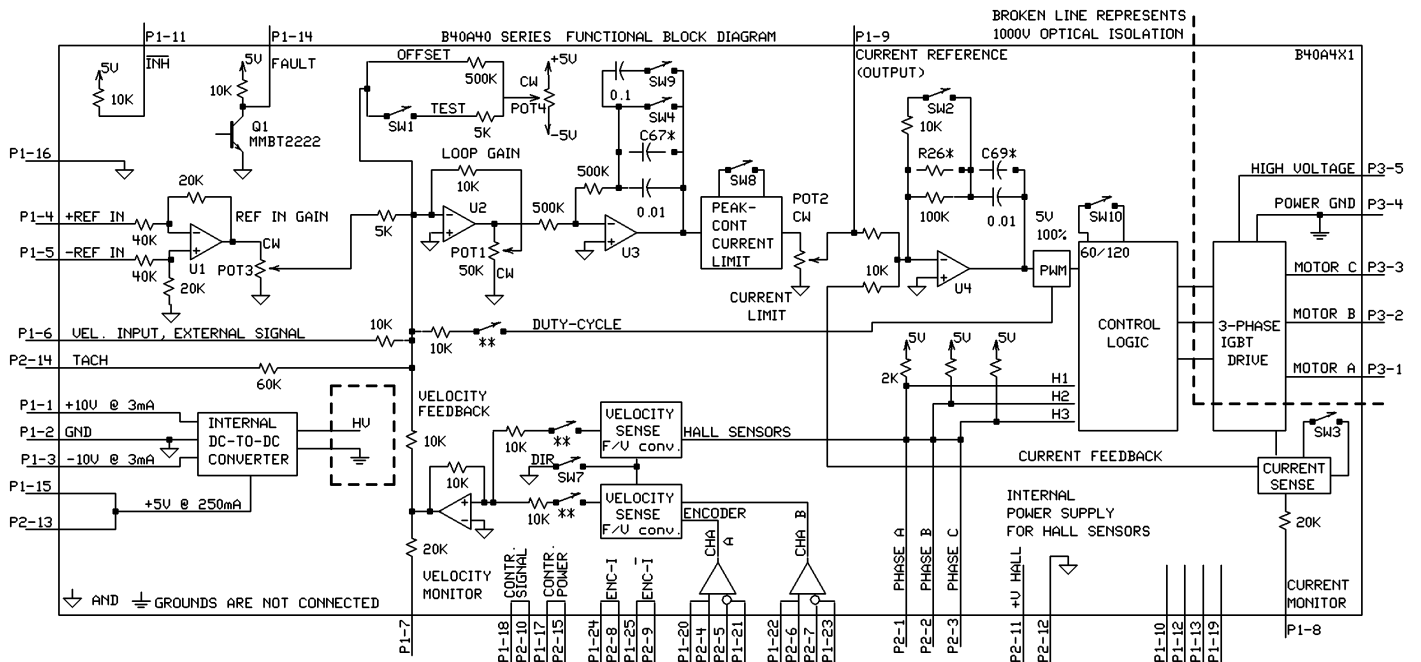 BROKEN LINE REPRESENTS
1000V OPTICAL ISOLATION
P1-11
P1-14
B40A40 SERIES FUNCTIONAL BLOCK DIAGRAM
P1-9
B40A4X1
INH
FAULT
OFFSET
CURRENT REFERENCE
(OUTPUT)
5V
10K
5V
10K
500K
CW
POT4
+5V
-5V
TEST
SW1
5K
0.1
SW9
SW4
SW2
10K
Q1
MMBT2222
P1-16
LOOP GAIN
10K
C67*
R26*
C69*
500K
0.01
SW8
100K
0.01
HIGH VOLTAGE P3-5
POWER GND P3-4
20K
P1-4 +REF IN
40K
REF IN GAIN
CW
P1-5 -REF IN
40K
U1
POT3
20K
5K
U2
POT1
50K
CW
500K
U3
PEAK-
CONT
CURRENT
LIMIT
POT2
CW
CURRENT
LIMIT
10K
U4
5V
100%
PWM
SW10
60/120
CONTROL
LOGIC
3-PHASE
IGBT
DRIVE
MOTOR C P3-3
MOTOR B P3-2
MOTOR A P3-1
P1-6 VEL. INPUT, EXTERNAL SIGNAL
10K
10K
**
DUTY-CYCLE
P2-14 TACH
60K
5V
5V
5V
2K
H1
H2
H3
P1-1 +10V @ 3mA
P1-2 GND
P1-3 -10V @ 3mA
P1-15
P2-13
+5V @ 250mA
INTERNAL
DC-TO-DC
CONVERTER
HV
VELOCITY
FEEDBACK
10K
10K
10K
**
DIR
SW7
10K
**
VELOCITY
SENSE
F/V conv.
HALL SENSORS
VELOCITY
SENSE
F/V conv.
ENCODER
CHA A
CHA B
CURRENT FEEDBACK
SW3
CURRENT
SENSE
20K
INTERNAL
POWER SUPPLY
FOR HALL SENSORS
20K
VELOCITY
MONITOR
CONTR.
SIGNAL
CONTR.
POWER
ENC-I
ENC-I
PHASE A
PHASE B
PHASE C
+V HALL
CURRENT
MONITOR
AND
GROUNDS ARE NOT CONNECTED
P1-7
P1-18
P2-10
P1-17
P2-15
P1-24
P2-8
P1-25
P2-9
P1-20
P2-4
P2-5
P1-21
P1-22
P2-6
P2-7
P1-23
P2-1
P2-2
P2-3
P2-11
P2-12
P1-10
P1-12
P1-13
P1-19
P1-8